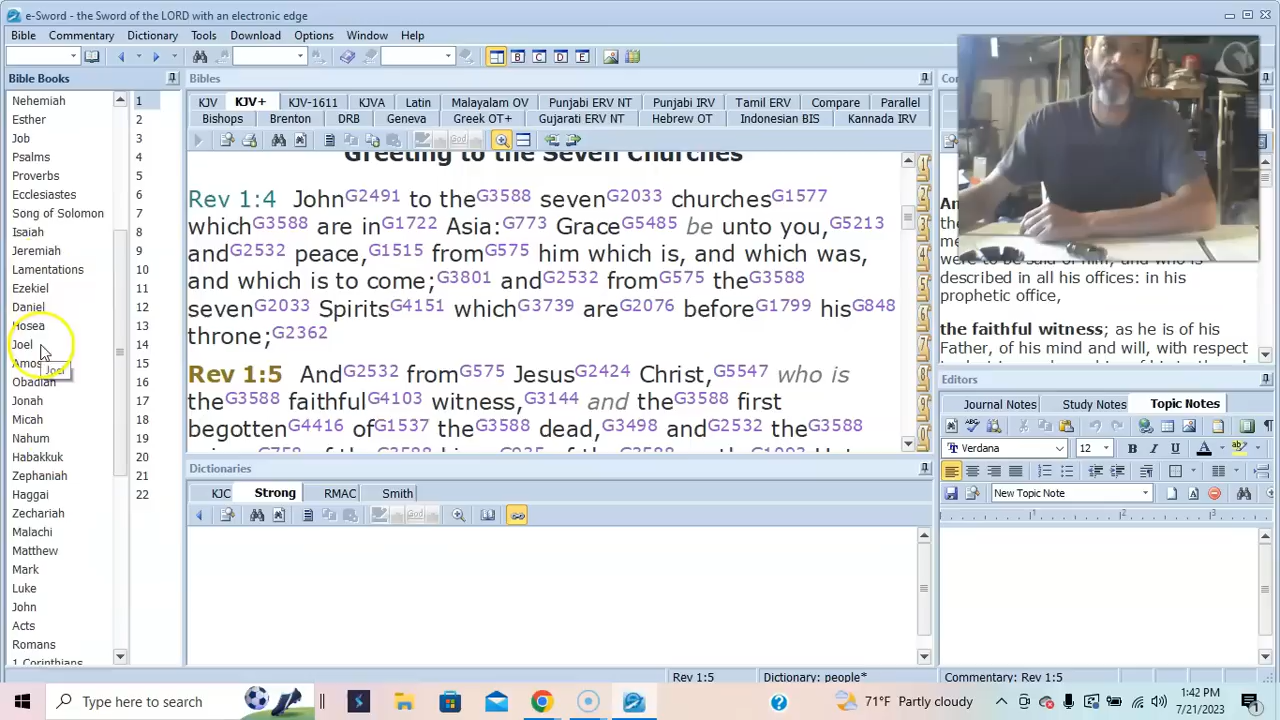 e-Sword - the Sword of the LORD with an electronic edge
Bible Commentary Dictionary Tools Download Options Window Help
B C D E
Bible Books
Nehemiah
Esther
Job
Psalms
Proverbs
Ecclesiastes
Song of Solomon
Isaiah
Jeremiah
Lamentations
Ezekiel
Daniel
Hosea
Joel
Amos
Obadiah
Jonah
Micah
Nahum
Habakkuk
Zephaniah
Haggai
Zechariah
Malachi
Matthew
Mark
Luke
John
Acts
Romans
1 Corinthians
1
2
3
4
5
6
7
8
9
10
11
12
13
14
15
16
17
18
19
20
21
22
Bibles
KJV KJV+ KJV-1611 KJVA Latin Malayalam OV Punjabi ERV NT Punjabi IRV Tamil ERV Compare Parallel
Bishops Brenton DRB Geneva Greek OT+ Gujarati ERV NT Hebrew OT Indonesian BIS Kannada IRV
Greeting to the Seven Churches
Rev 1:4 JohnG2491 to theG3588 sevenG2033 churchesG1577
whichG3588 are inG1722 Asia:G773 GraceG5485 be unto you,G5213
andG2532 peace,G1515 fromG575 him which is, and which was,
and which is to come;G3801 andG2532 fromG575 theG3588
sevenG2033 SpiritsG4151 whichG3739 areG2076 beforeG1799 hisG848
throne;G2362
Rev 1:5 AndG2532 fromG575 JesusG2424 Christ,G5547 who is
theG3588 faithfulG4103 witness,G3144 and theG3588 first
begottenG4416 ofG1537 theG3588 dead,G3498 andG2532 theG3588
Dictionaries
KJC Strong RMAC Smith
described in all his offices: in his
prophetic office,
the faithful witness; as he is of his
Father, of his mind and will, with respect
Editors
Journal Notes Study Notes Topic Notes
Verdana 12 B I U A ab
New Topic Note
1 2 3
Rev 1:5 Dictionary: people* Commentary: Rev 1:5
Type here to search
71°F Partly cloudy
1:42 PM
7/21/2023